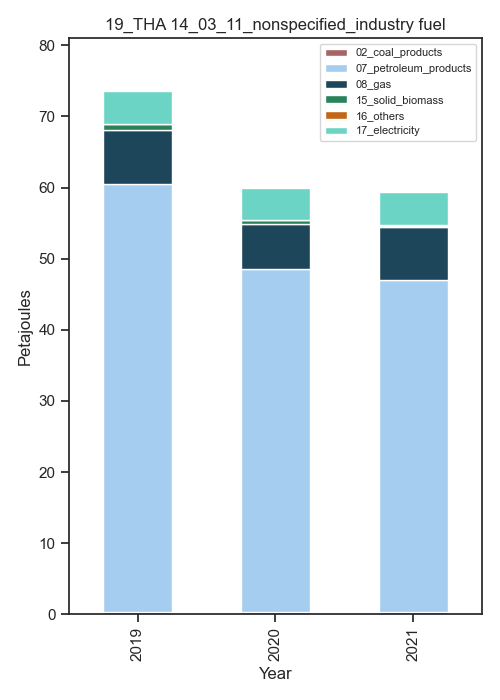 19_THA 14_03_11_nonspecified_industry fuel
80
70
60
50
40
30
20
10
0
Petajoules
02_coal_products
07_petroleum_products
08_gas
15_solid_biomass
16_others
17_electricity
2019
2020
2021
Year